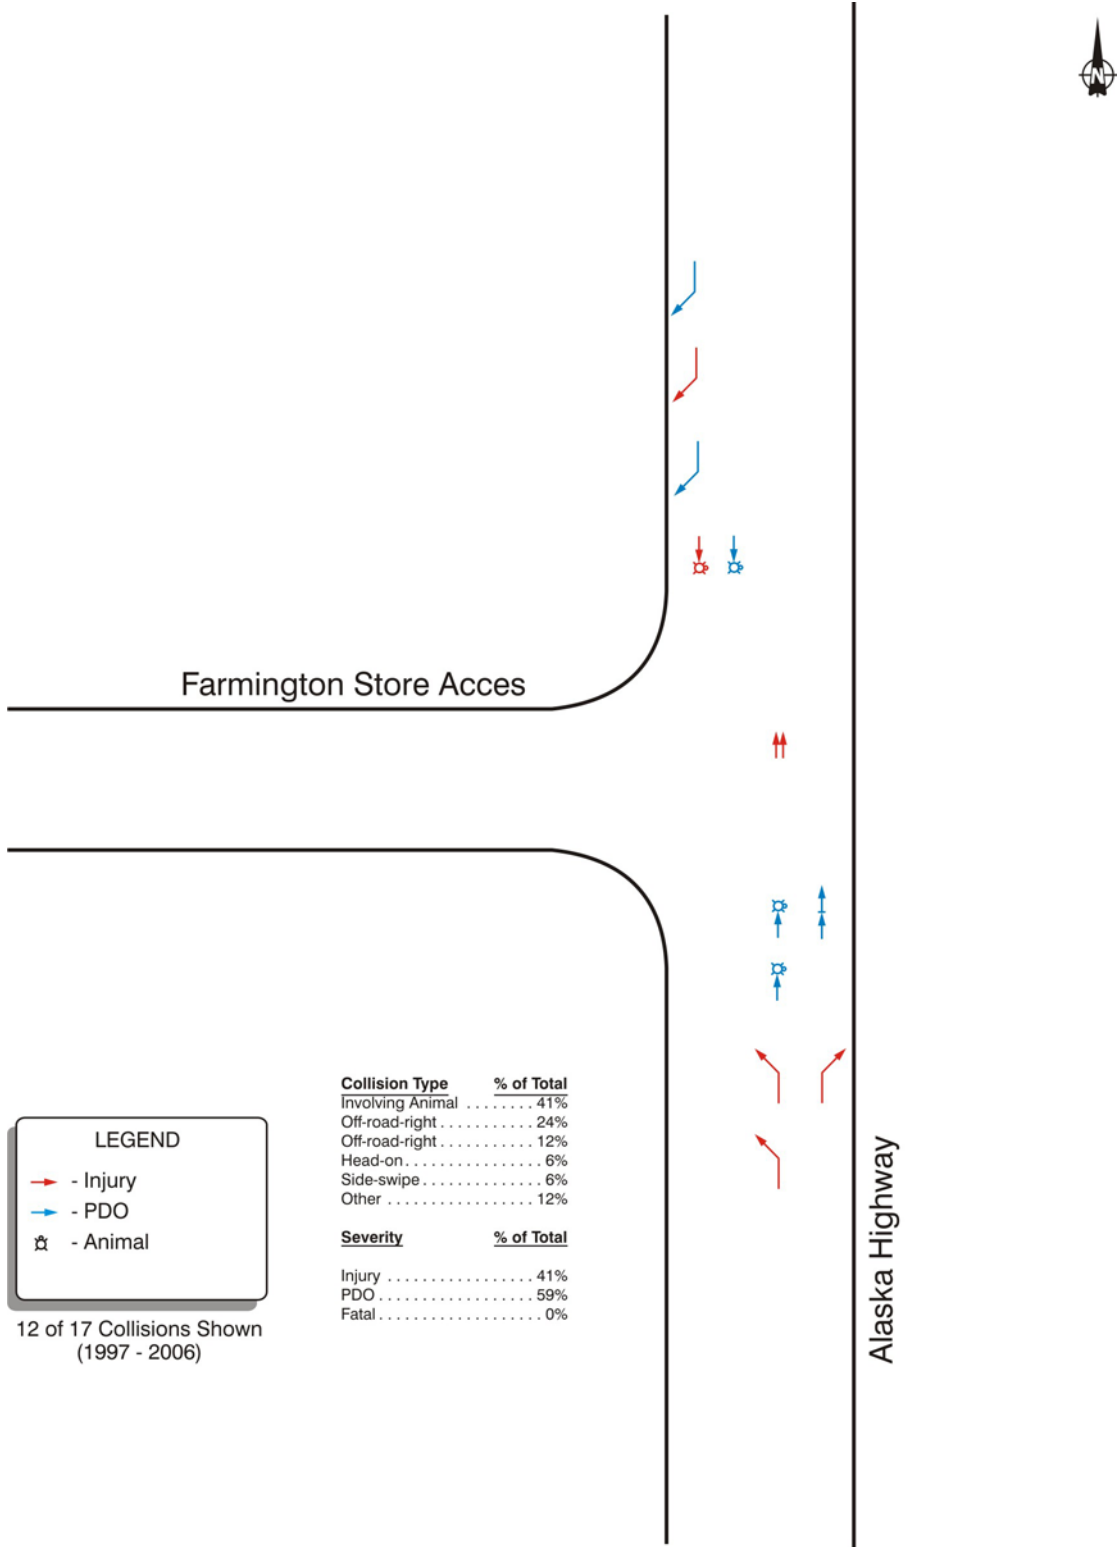 N
Farmington Store Acces
Collision Type % of Total
Involving Animal . . . . . . . . 41%
Off-road-right . . . . . . . . . . . 24%
Off-road-right . . . . . . . . . . . 12%
Head-on . . . . . . . . . . . . . . . . 6%
Side-swipe . . . . . . . . . . . . . . 6%
Other . . . . . . . . . . . . . . . . . 12%
Severity % of Total
Injury . . . . . . . . . . . . . . . . . 41%
PDO . . . . . . . . . . . . . . . . . . 59%
Fatal . . . . . . . . . . . . . . . . . . . 0%
LEGEND
- Injury
- PDO
- Animal
12 of 17 Collisions Shown
(1997 - 2006)
Alaska Highway